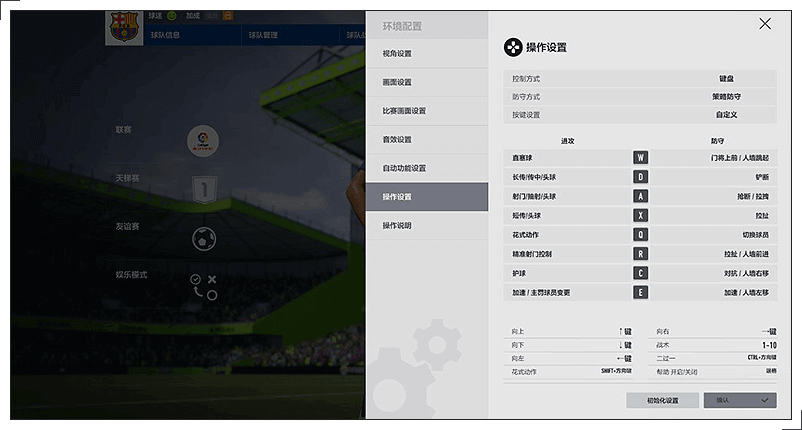 球迷 加成
球队信息 球队管理 球队战
联赛
天梯赛
1
友谊赛
娱乐模式
环境配置
视角设置
画面设置
比赛画面设置
音效设置
自动功能设置
操作设置
操作说明
操作设置
控制方式 键盘
防守方式 策略防守
按键设置 自定义
进攻 防守
直塞球 W 门将上前 / 人墙跳起
长传/传中/头球 D 铲断
射门/抽射/头球 A 抢断 / 拉拽
短传/头球 X 拉扯
花式动作 Q 切换球员
精准射门控制 R 拉扯 / 人墙前进
护球 C 对抗 / 人墙右移
加速 / 主罚球员变更 E 加速 / 人墙左移
向上 ↑键 向右 →键
向下 ↓键 战术 1-10
向左 ←键 二过一 CTRL+方向键
花式动作 SHIFT+方向键 帮助 开启/关闭 说明
初始化设置 确认